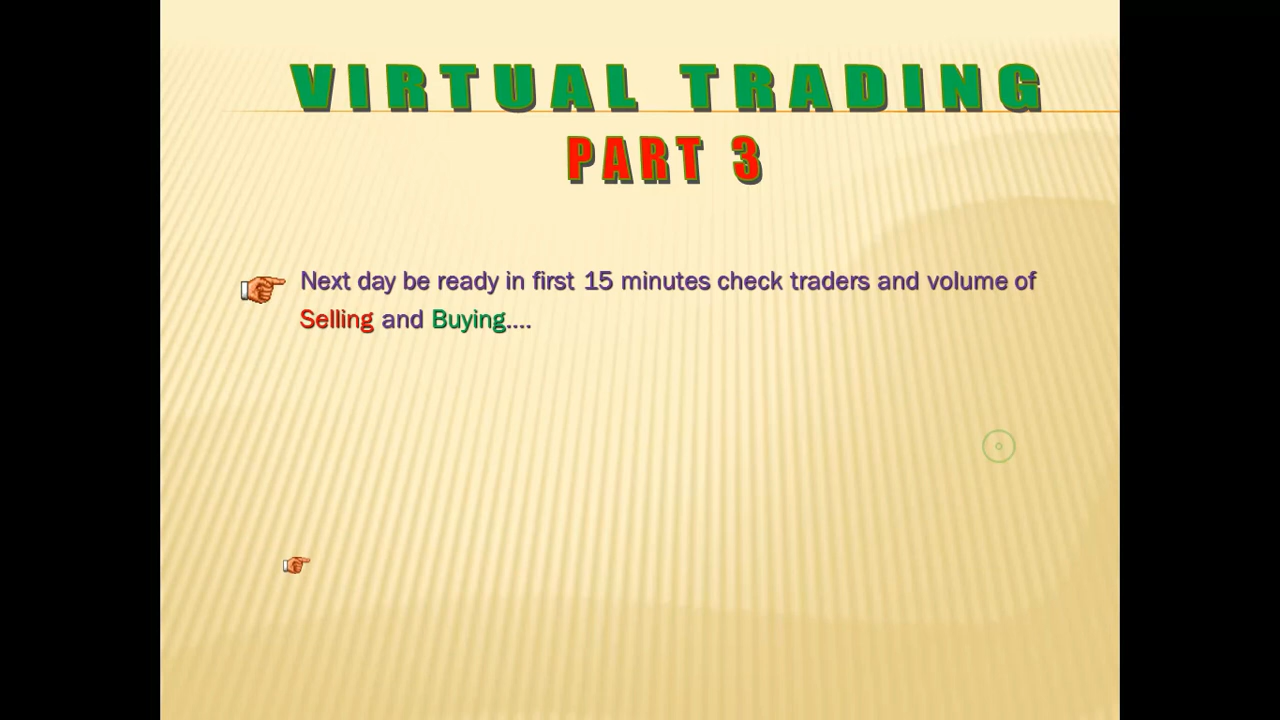 VIRTUAL TRADING
PART 3
Next day be ready in first 15 minutes check traders and volume of
Selling and Buying....